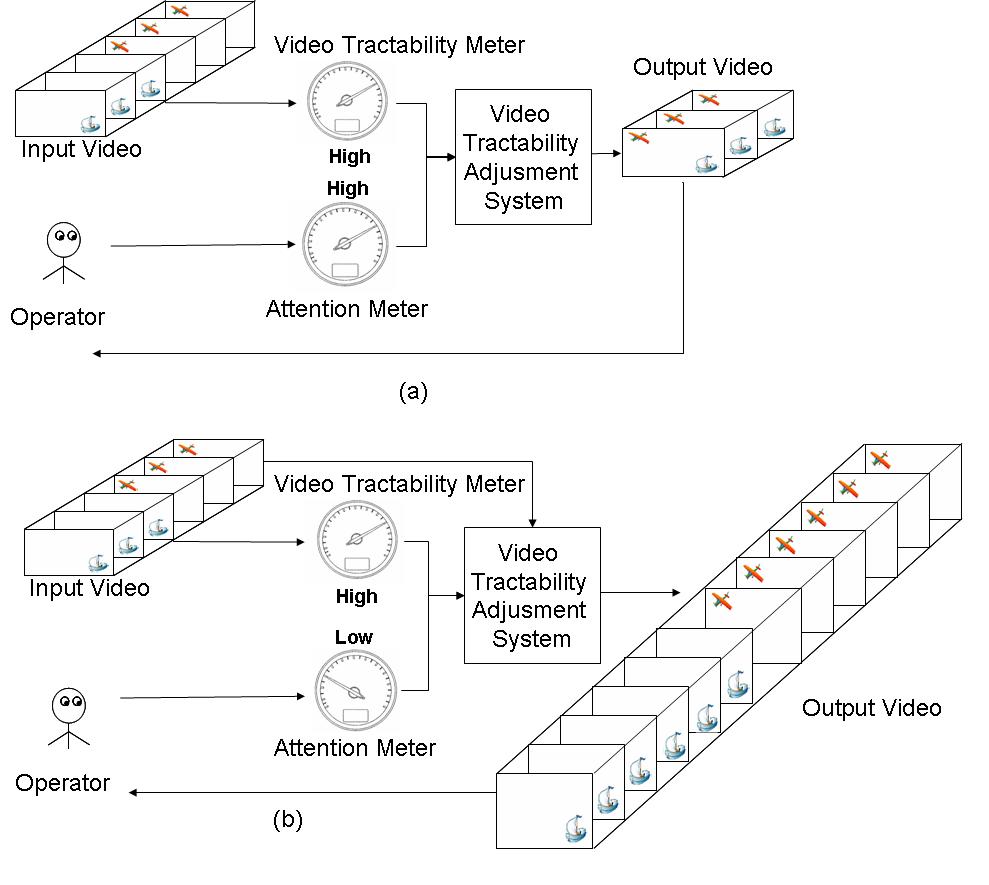 Video Tractability Meter
Output Video
Input Video
High
High
Video
Tractability
Adjusment
System
Operator
Attention Meter
(a)
Video Tractability Meter
Input Video
High
Low
Video
Tractability
Adjusment
System
Output Video
Operator
Attention Meter
(b)